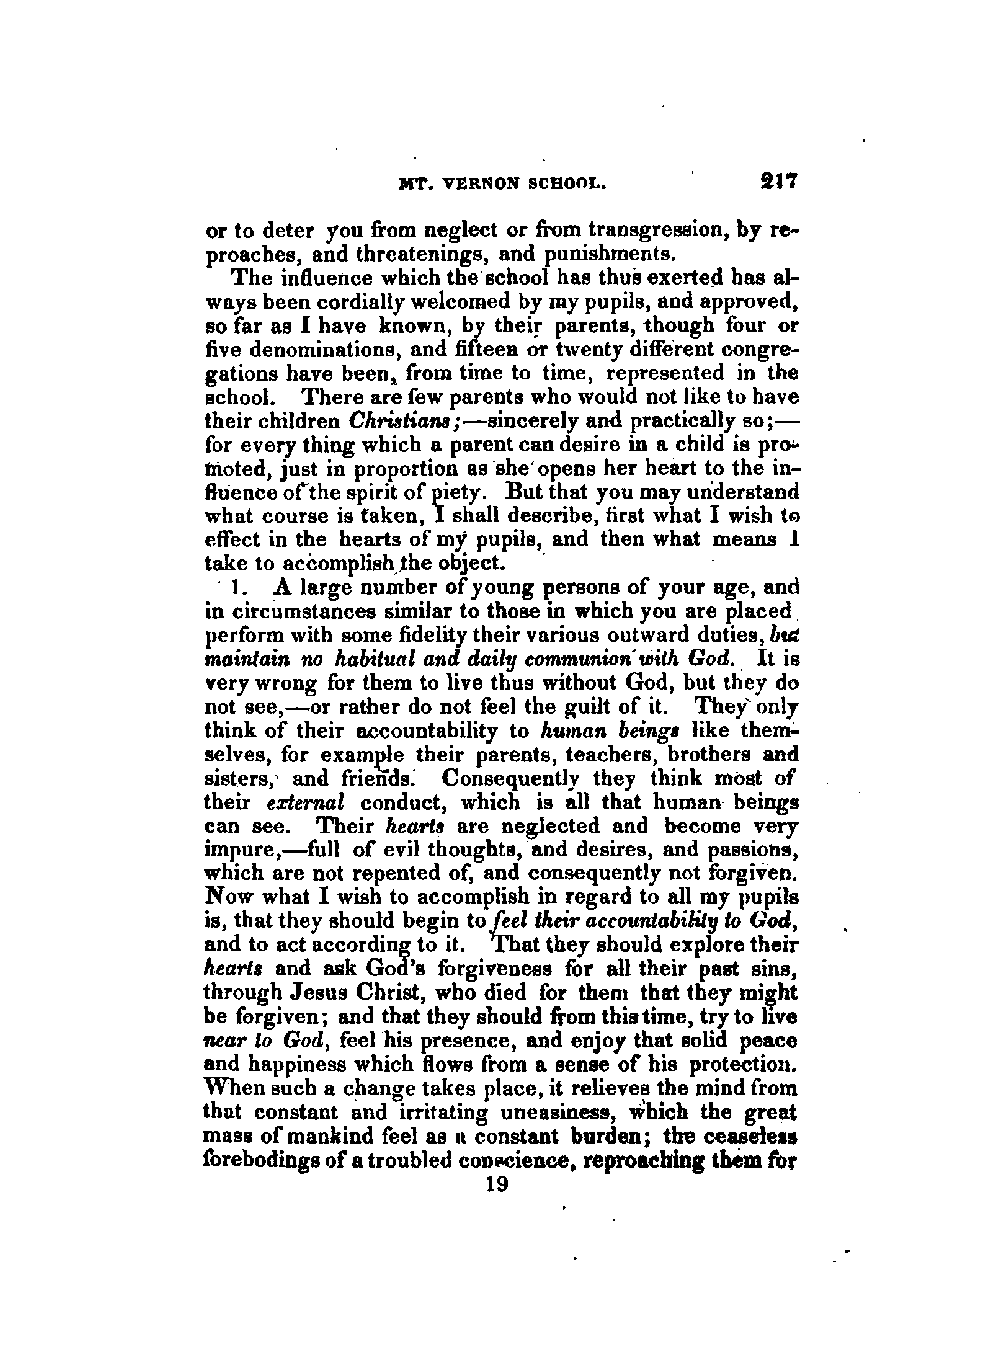 MT. VERNON SCHOOL. 217
or to deter you from neglect or from transgression, by re-
proaches, and threatenings, and punishments.
The influence which the school has thus exerted has al-
ways been cordially welcomed by my pupils, and approved,
so far as I have known, by their parents, though four or
five denominations, and fifteen or twenty different congre-
gations have been, from time to time, represented in the
school. There are few parents who would not like to have
their children Christians;—sincerely and practically so;—
for every thing which a parent can desire in a child is pro-
moted, just in proportion as she opens her heart to the in-
fluence of the spirit of piety. But that you may understand
what course is taken, I shall describe, first what I wish to
effect in the hearts of my pupils, and then what means I
take to accomplish the object.
1. A large number of young persons of your age, and
in circumstances similar to those in which you are placed
perform with some fidelity their various outward duties, but
maintain no habitual and daily communion with God. It is
very wrong for them to live thus without God, but they do
not see,—or rather do not feel the guilt of it. They only
think of their accountability to human beings like them-
selves, for example their parents, teachers, brothers and
sisters, and friends. Consequently they think most of
their external conduct, which is all that human beings
can see. Their hearts are neglected and become very
impure,—full of evil thoughts, and desires, and passions,
which are not repented of, and consequently not forgiven.
Now what I wish to accomplish in regard to all my pupils
is, that they should begin to feel their accountability to God,
and to act according to it. That they should explore their
hearts and ask God's forgiveness for all their past sins,
through Jesus Christ, who died for them that they might
be forgiven; and that they should from this time, try to live
near to God, feel his presence, and enjoy that solid peace
and happiness which flows from a sense of his protection.
When such a change takes place, it relieves the mind from
that constant and irritating uneasiness, which the great
mass of mankind feel as a constant burden; the ceaseless
forebodings of a troubled conscience, reproaching them for
19